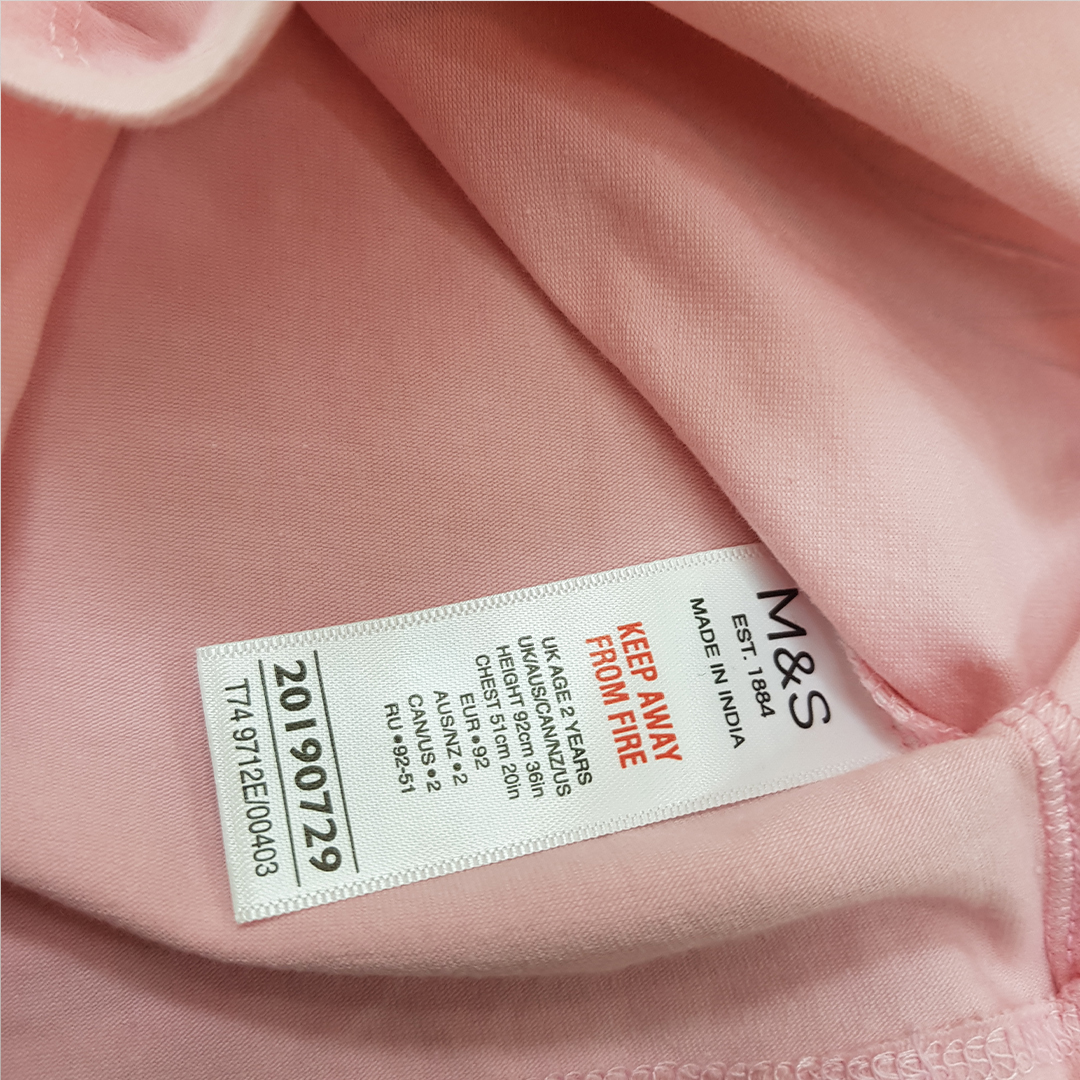 M&S
EST. 1884
MADE IN INDIA
KEEP AWAY
FROM FIRE
UK AGE 2 YEARS
UK/AUS/CAN/NZ/US
HEIGHT 92cm 36in
CHEST 51cm 20in
EUR • 92
AUS/NZ • 2
CAN/US • 2
RU • 92-51
20190729
T74 9712E/00403